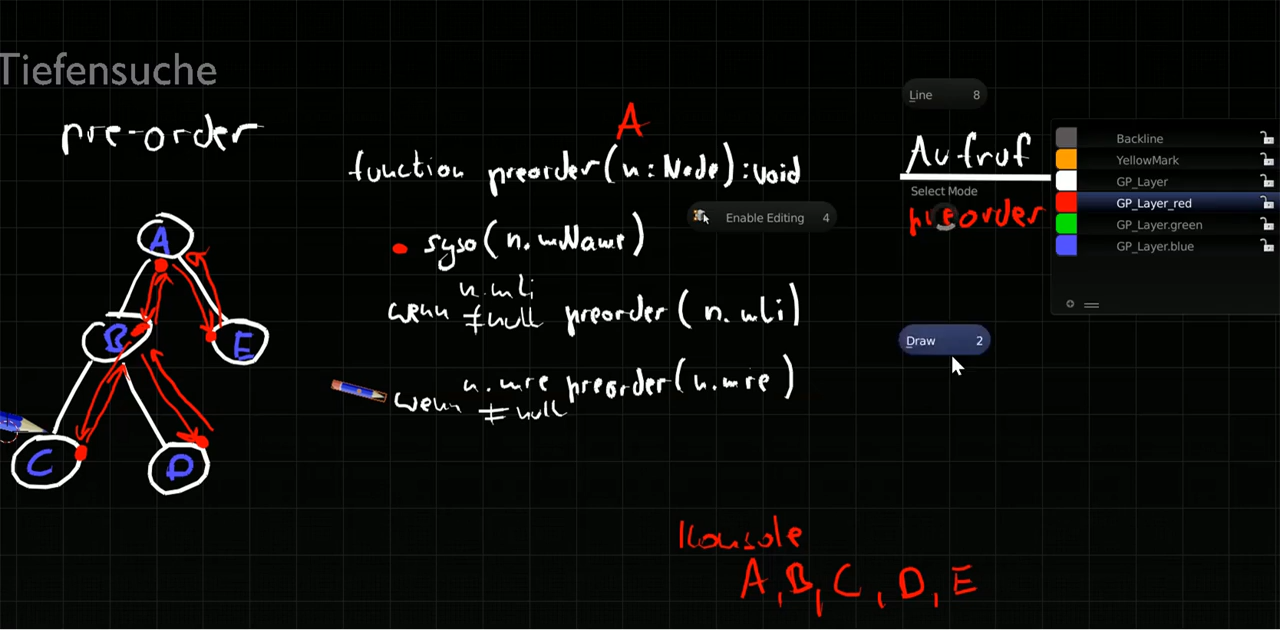 Tiefensuche
pre-order
A
function preorder(n:Node):void
syso(n.mName)
n.mli
wenn ≠null preorder(n.mli)
n.mre preorder(n.mre)
wenn ≠null
A
B
E
C
D
Line 8
Aufruf
Select Mode
preorder
Enable Editing 4
Draw 2
Backline
YellowMark
GP_Layer
GP_Layer_red
GP_Layer.green
GP_Layer.blue
Konsole
A, B, C, D, E